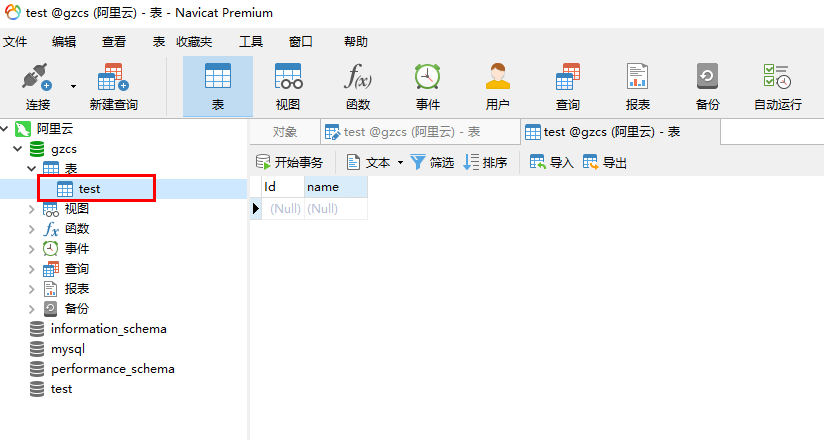 test @gzcs (阿里云) - 表 - Navicat Premium
文件 编辑 查看 表 收藏夹 工具 窗口 帮助
连接 新建查询 表 视图 函数 事件 用户 查询 报表 备份 自动运行
阿里云
gzcs
表
test
视图
函数
事件
查询
报表
备份
information_schema
mysql
performance_schema
test
对象 test @gzcs (阿里云) - 表 test @gzcs (阿里云) - 表
开始事务 文本 筛选 排序 导入 导出
Id name
(Null) (Null)